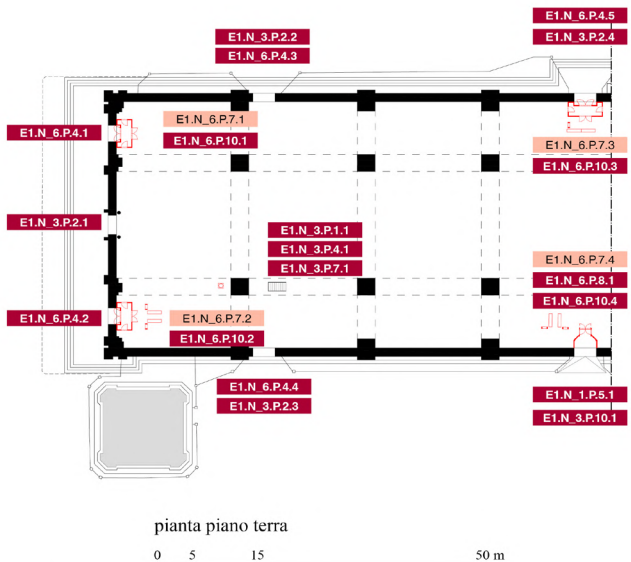 E1.N_3.P.2.2
E1.N_6.P.4.3
E1.N_6.P.4.5
E1.N_3.P.2.4
E1.N_6.P.4.1
E1.N_6.P.7.1
E1.N_6.P.10.1
E1.N_6.P.7.3
E1.N_6.P.10.3
E1.N_3.P.2.1
E1.N_3.P.1.1
E1.N_3.P.4.1
E1.N_3.P.7.1
E1.N_6.P.7.4
E1.N_6.P.8.1
E1.N_6.P.10.4
E1.N_6.P.4.2
E1.N_6.P.7.2
E1.N_6.P.10.2
E1.N_6.P.4.4
E1.N_3.P.2.3
E1.N_1.P.5.1
E1.N_3.P.10.1
pianta piano terra
0 5 15 50 m